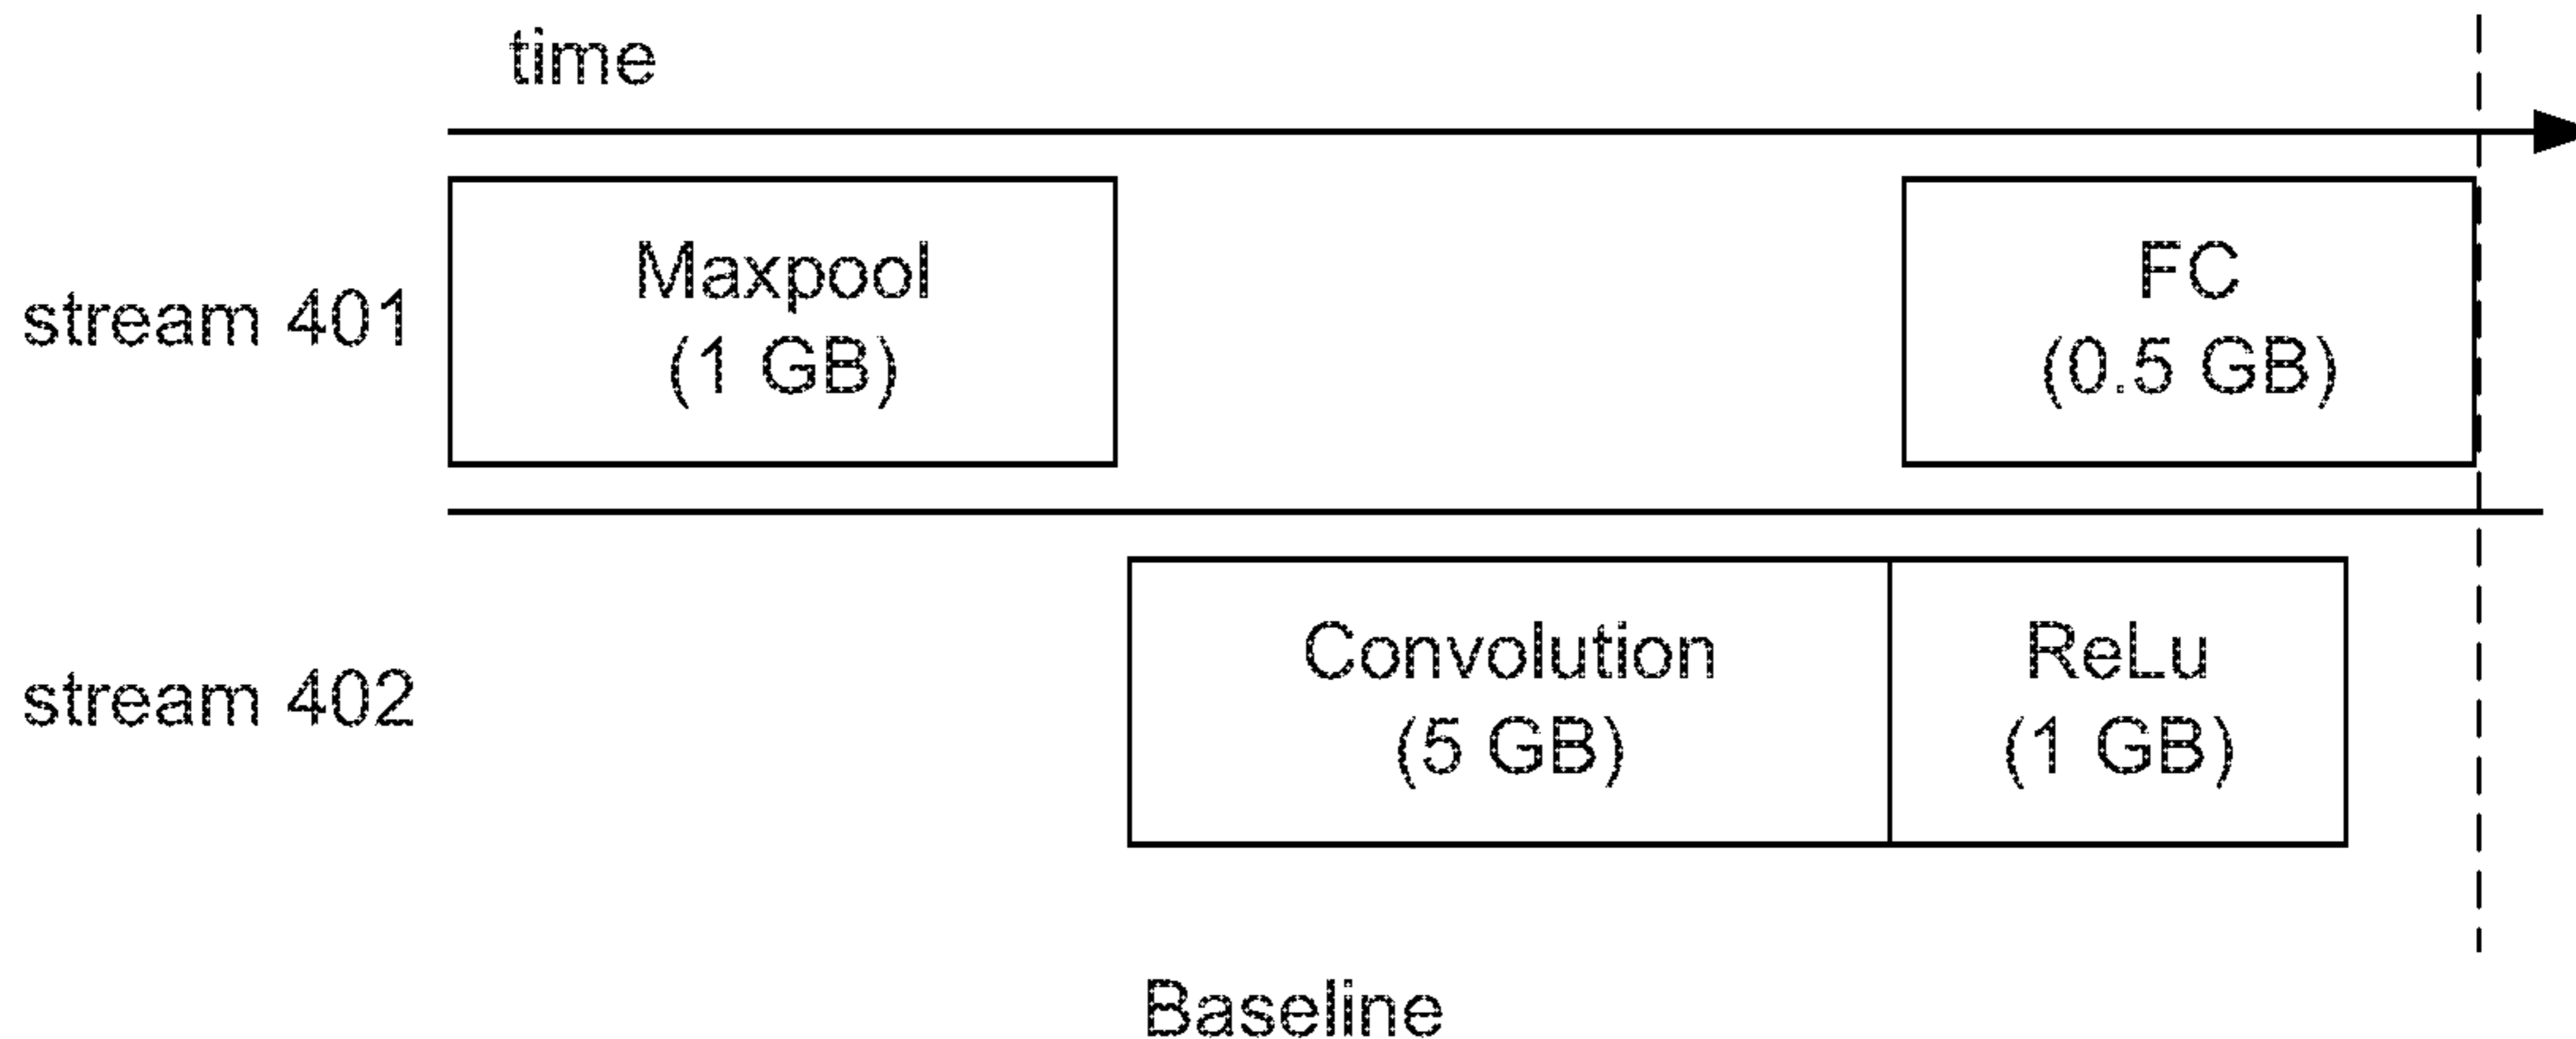 time
stream 401
Maxpool
(1 GB)
FC
(0.5 GB)
stream 402
Convolution
(5 GB)
ReLu
(1 GB)
Baseline